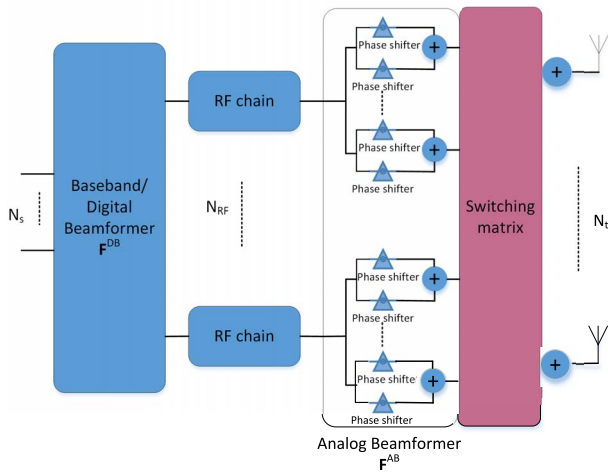 Phase shifter
+
Phase shifter
+
RF chain
Phase shifter
+
Phase shifter
Baseband/
Digital
Beamformer
F^DB
N_s
N_RF
Switching
matrix
N_t
Phase shifter
+
Phase shifter
RF chain
Phase shifte
+
+
Phase shifter
Analog Beamformer
F^AB